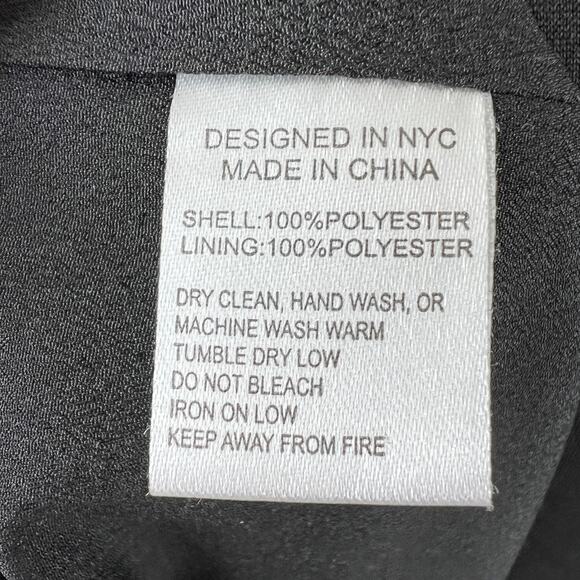 DESIGNED IN NYC
MADE IN CHINA
SHELL:100%POLYESTER
LINING:100%POLYESTER
DRY CLEAN, HAND WASH, OR
MACHINE WASH WARM
TUMBLE DRY LOW
DO NOT BLEACH
IRON ON LOW
KEEP AWAY FROM FIRE